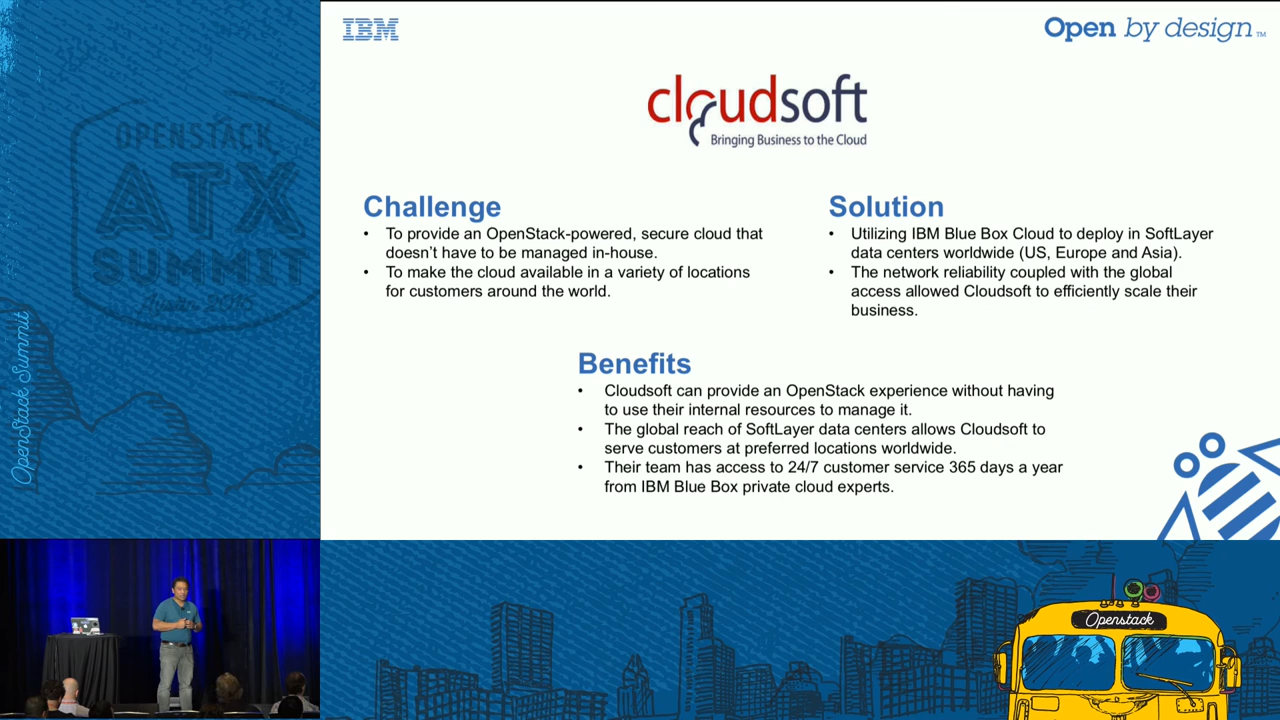 IBM
Open by design™
cloudsoft
Bringing Business to the Cloud
OPENSTACK
ATX
SUMMIT
Austin 2016
OpenStack Summit
Challenge
• To provide an OpenStack-powered, secure cloud that
doesn’t have to be managed in-house.
• To make the cloud available in a variety of locations
for customers around the world.
Solution
• Utilizing IBM Blue Box Cloud to deploy in SoftLayer
data centers worldwide (US, Europe and Asia).
• The network reliability coupled with the global
access allowed Cloudsoft to efficiently scale their
business.
Benefits
• Cloudsoft can provide an OpenStack experience without having
to use their internal resources to manage it.
• The global reach of SoftLayer data centers allows Cloudsoft to
serve customers at preferred locations worldwide.
• Their team has access to 24/7 customer service 365 days a year
from IBM Blue Box private cloud experts.
Openstack